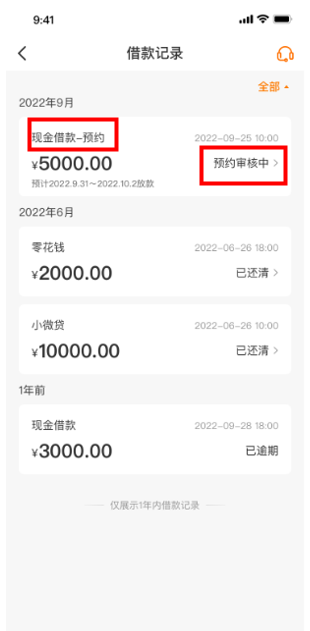 9:41
借款记录
全部
2022年9月
现金借款-预约
2022-09-25 10:00
¥5000.00
预约审核中
预计2022.9.31～2022.10.2放款
2022年6月
零花钱
2022-06-26 18:00
¥2000.00
已还清
小微贷
2022-06-26 10:00
¥10000.00
已还清
1年前
现金借款
2022-09-28 18:00
¥3000.00
已逾期
仅展示1年内借款记录